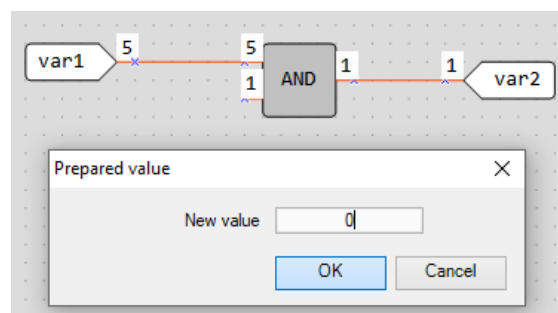 var1
5
5
1
AND
1
1
var2
Prepared value
New value
0
OK
Cancel